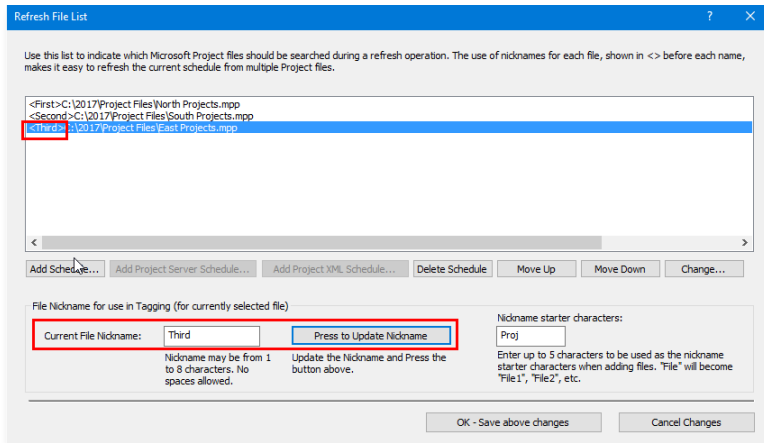 Refresh File List
Use this list to indicate which Microsoft Project files should be searched during a refresh operation. The use of nicknames for each file, shown in <> before each name,
makes it easy to refresh the current schedule from multiple Project files.
<First>C:\2017\Project Files\North Projects.mpp
<Second>C:\2017\Project Files\South Projects.mpp
<Third>C:\2017\Project Files\East Projects.mpp
Add Schedule... Add Project Server Schedule... Add Project XML Schedule... Delete Schedule Move Up Move Down Change...
File Nickname for use in Tagging (for currently selected file)
Nickname starter characters:
Current File Nickname: Third Press to Update Nickname Proj
Nickname may be from 1
to 8 characters. No
spaces allowed.
Update the Nickname and Press the
button above.
Enter up to 5 characters to be used as the nickname
starter characters when adding files. "File" will become
"File1", "File2", etc.
OK - Save above changes Cancel Changes